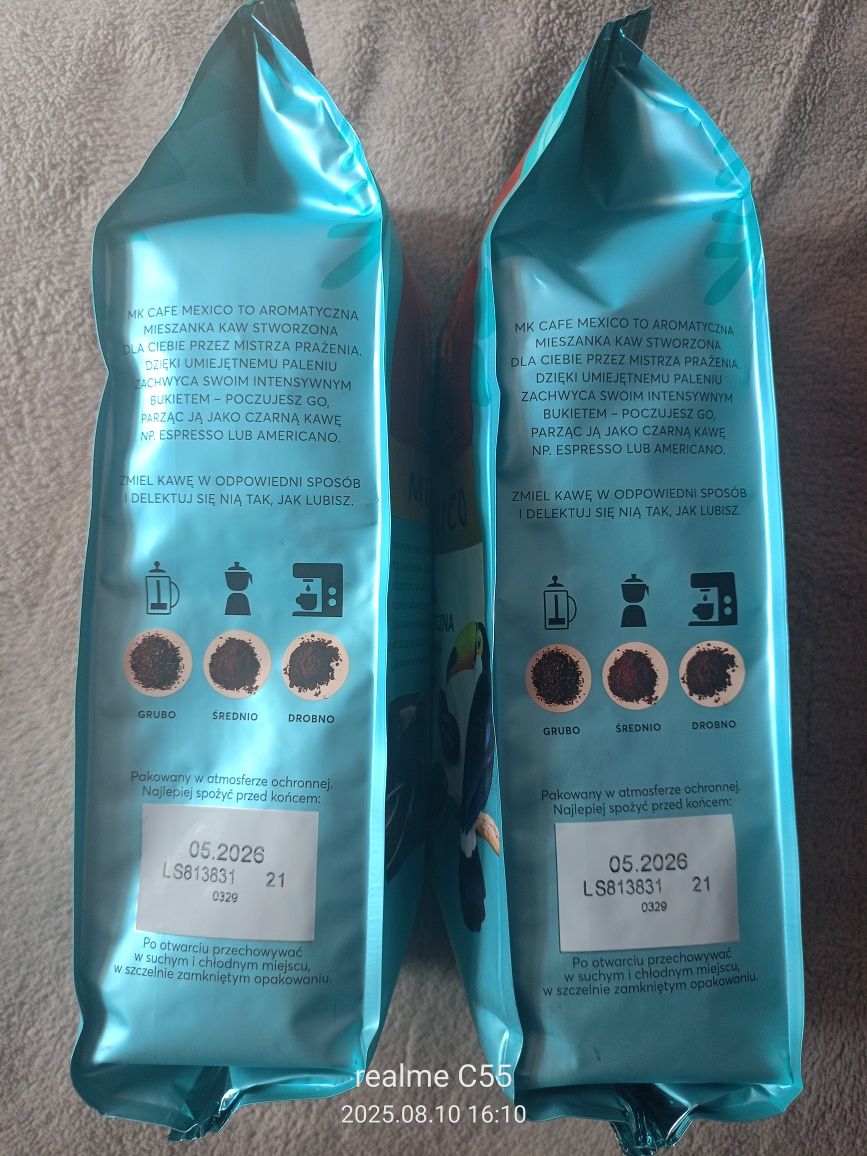 MK CAFE MEXICO TO AROMATYCZNA
MIESZANKA KAW STWORZONA
DLA CIEBIE PRZEZ MISTRZA PRAŻENIA.
DZIĘKI UMIEJĘTNEMU PALENIU
ZACHWYCA SWOIM INTENSYWNYM
BUKIETEM – POCZUJESZ GO,
PARZĄC JĄ JAKO CZARNĄ KAWĘ
NP. ESPRESSO LUB AMERICANO.
ZMIEL KAWĘ W ODPOWIEDNI SPOSÓB
I DELEKTUJ SIĘ NIĄ TAK, JAK LUBISZ.
GRUBO ŚREDNIO DROBNO
Pakowany w atmosferze ochronnej.
Najlepiej spożyć przed końcem:
05.2026
LS813831 21
0329
Po otwarciu przechowywać
w suchym i chłodnym miejscu,
w szczelnie zamkniętym opakowaniu.
MK CAFE MEXICO TO AROMATYCZNA
MIESZANKA KAW STWORZONA
DLA CIEBIE PRZEZ MISTRZA PRAŻENIA.
DZIĘKI UMIEJĘTNEMU PALENIU
ZACHWYCA SWOIM INTENSYWNYM
BUKIETEM – POCZUJESZ GO,
PARZĄC JĄ JAKO CZARNĄ KAWĘ
NP. ESPRESSO LUB AMERICANO.
ZMIEL KAWĘ W ODPOWIEDNI SPOSÓB
I DELEKTUJ SIĘ NIĄ TAK, JAK LUBISZ.
GRUBO ŚREDNIO DROBNO
Pakowany w atmosferze ochronnej.
Najlepiej spożyć przed końcem:
05.2026
LS813831 21
0329
Po otwarciu przechowywać
w suchym i chłodnym miejscu,
w szczelnie zamkniętym opakowaniu.
realme C55
2025.08.10 16:10